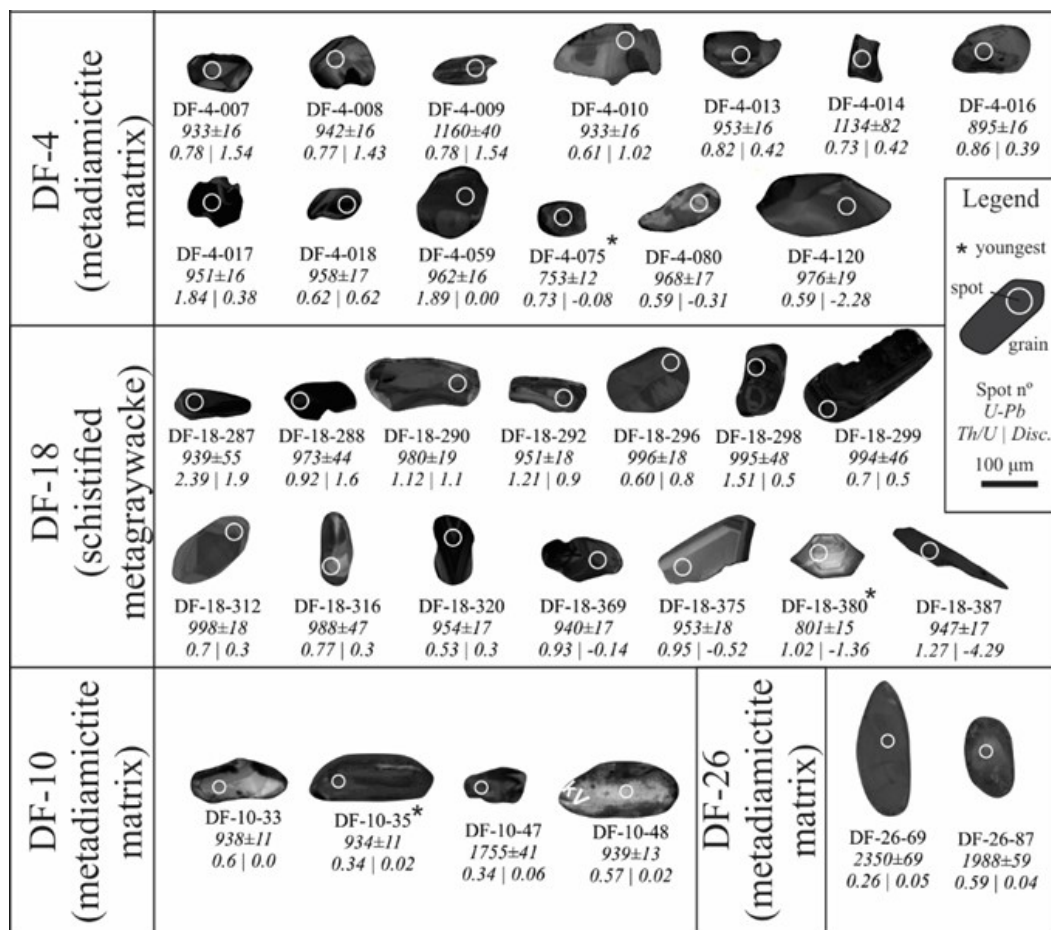 DF-4
(metadiamictite
matrix)
DF-4-007
933±16
0.78 | 1.54
DF-4-008
942±16
0.77 | 1.43
DF-4-009
1160±40
0.78 | 1.54
DF-4-010
933±16
0.61 | 1.02
DF-4-013
953±16
0.82 | 0.42
DF-4-014
1134±82
0.73 | 0.42
DF-4-016
895±16
0.86 | 0.39
DF-4-017
951±16
1.84 | 0.38
DF-4-018
958±17
0.62 | 0.62
DF-4-059
962±16
1.89 | 0.00
DF-4-075*
753±12
0.73 | -0.08
DF-4-080
968±17
0.59 | -0.31
DF-4-120
976±19
0.59 | -2.28
Legend
* youngest
spot
grain
Spot nº
U-Pb
Th/U | Disc.
100 µm
DF-18
(schistified
metagraywacke)
DF-18-287
939±55
2.39 | 1.9
DF-18-288
973±44
0.92 | 1.6
DF-18-290
980±19
1.12 | 1.1
DF-18-292
951±18
1.21 | 0.9
DF-18-296
996±18
0.60 | 0.8
DF-18-298
995±48
1.51 | 0.5
DF-18-299
994±46
0.7 | 0.5
DF-18-312
998±18
0.7 | 0.3
DF-18-316
988±47
0.77 | 0.3
DF-18-320
954±17
0.53 | 0.3
DF-18-369
940±17
0.93 | -0.14
DF-18-375
953±18
0.95 | -0.52
DF-18-380*
801±15
1.02 | -1.36
DF-18-387
947±17
1.27 | -4.29
DF-10
(metadiamictite
matrix)
DF-10-33
938±11
0.6 | 0.0
DF-10-35*
934±11
0.34 | 0.02
DF-10-47
1755±41
0.34 | 0.06
kV
DF-10-48
939±13
0.57 | 0.02
DF-26
(metadiamictite
matrix)
DF-26-69
2350±69
0.26 | 0.05
DF-26-87
1988±59
0.59 | 0.04